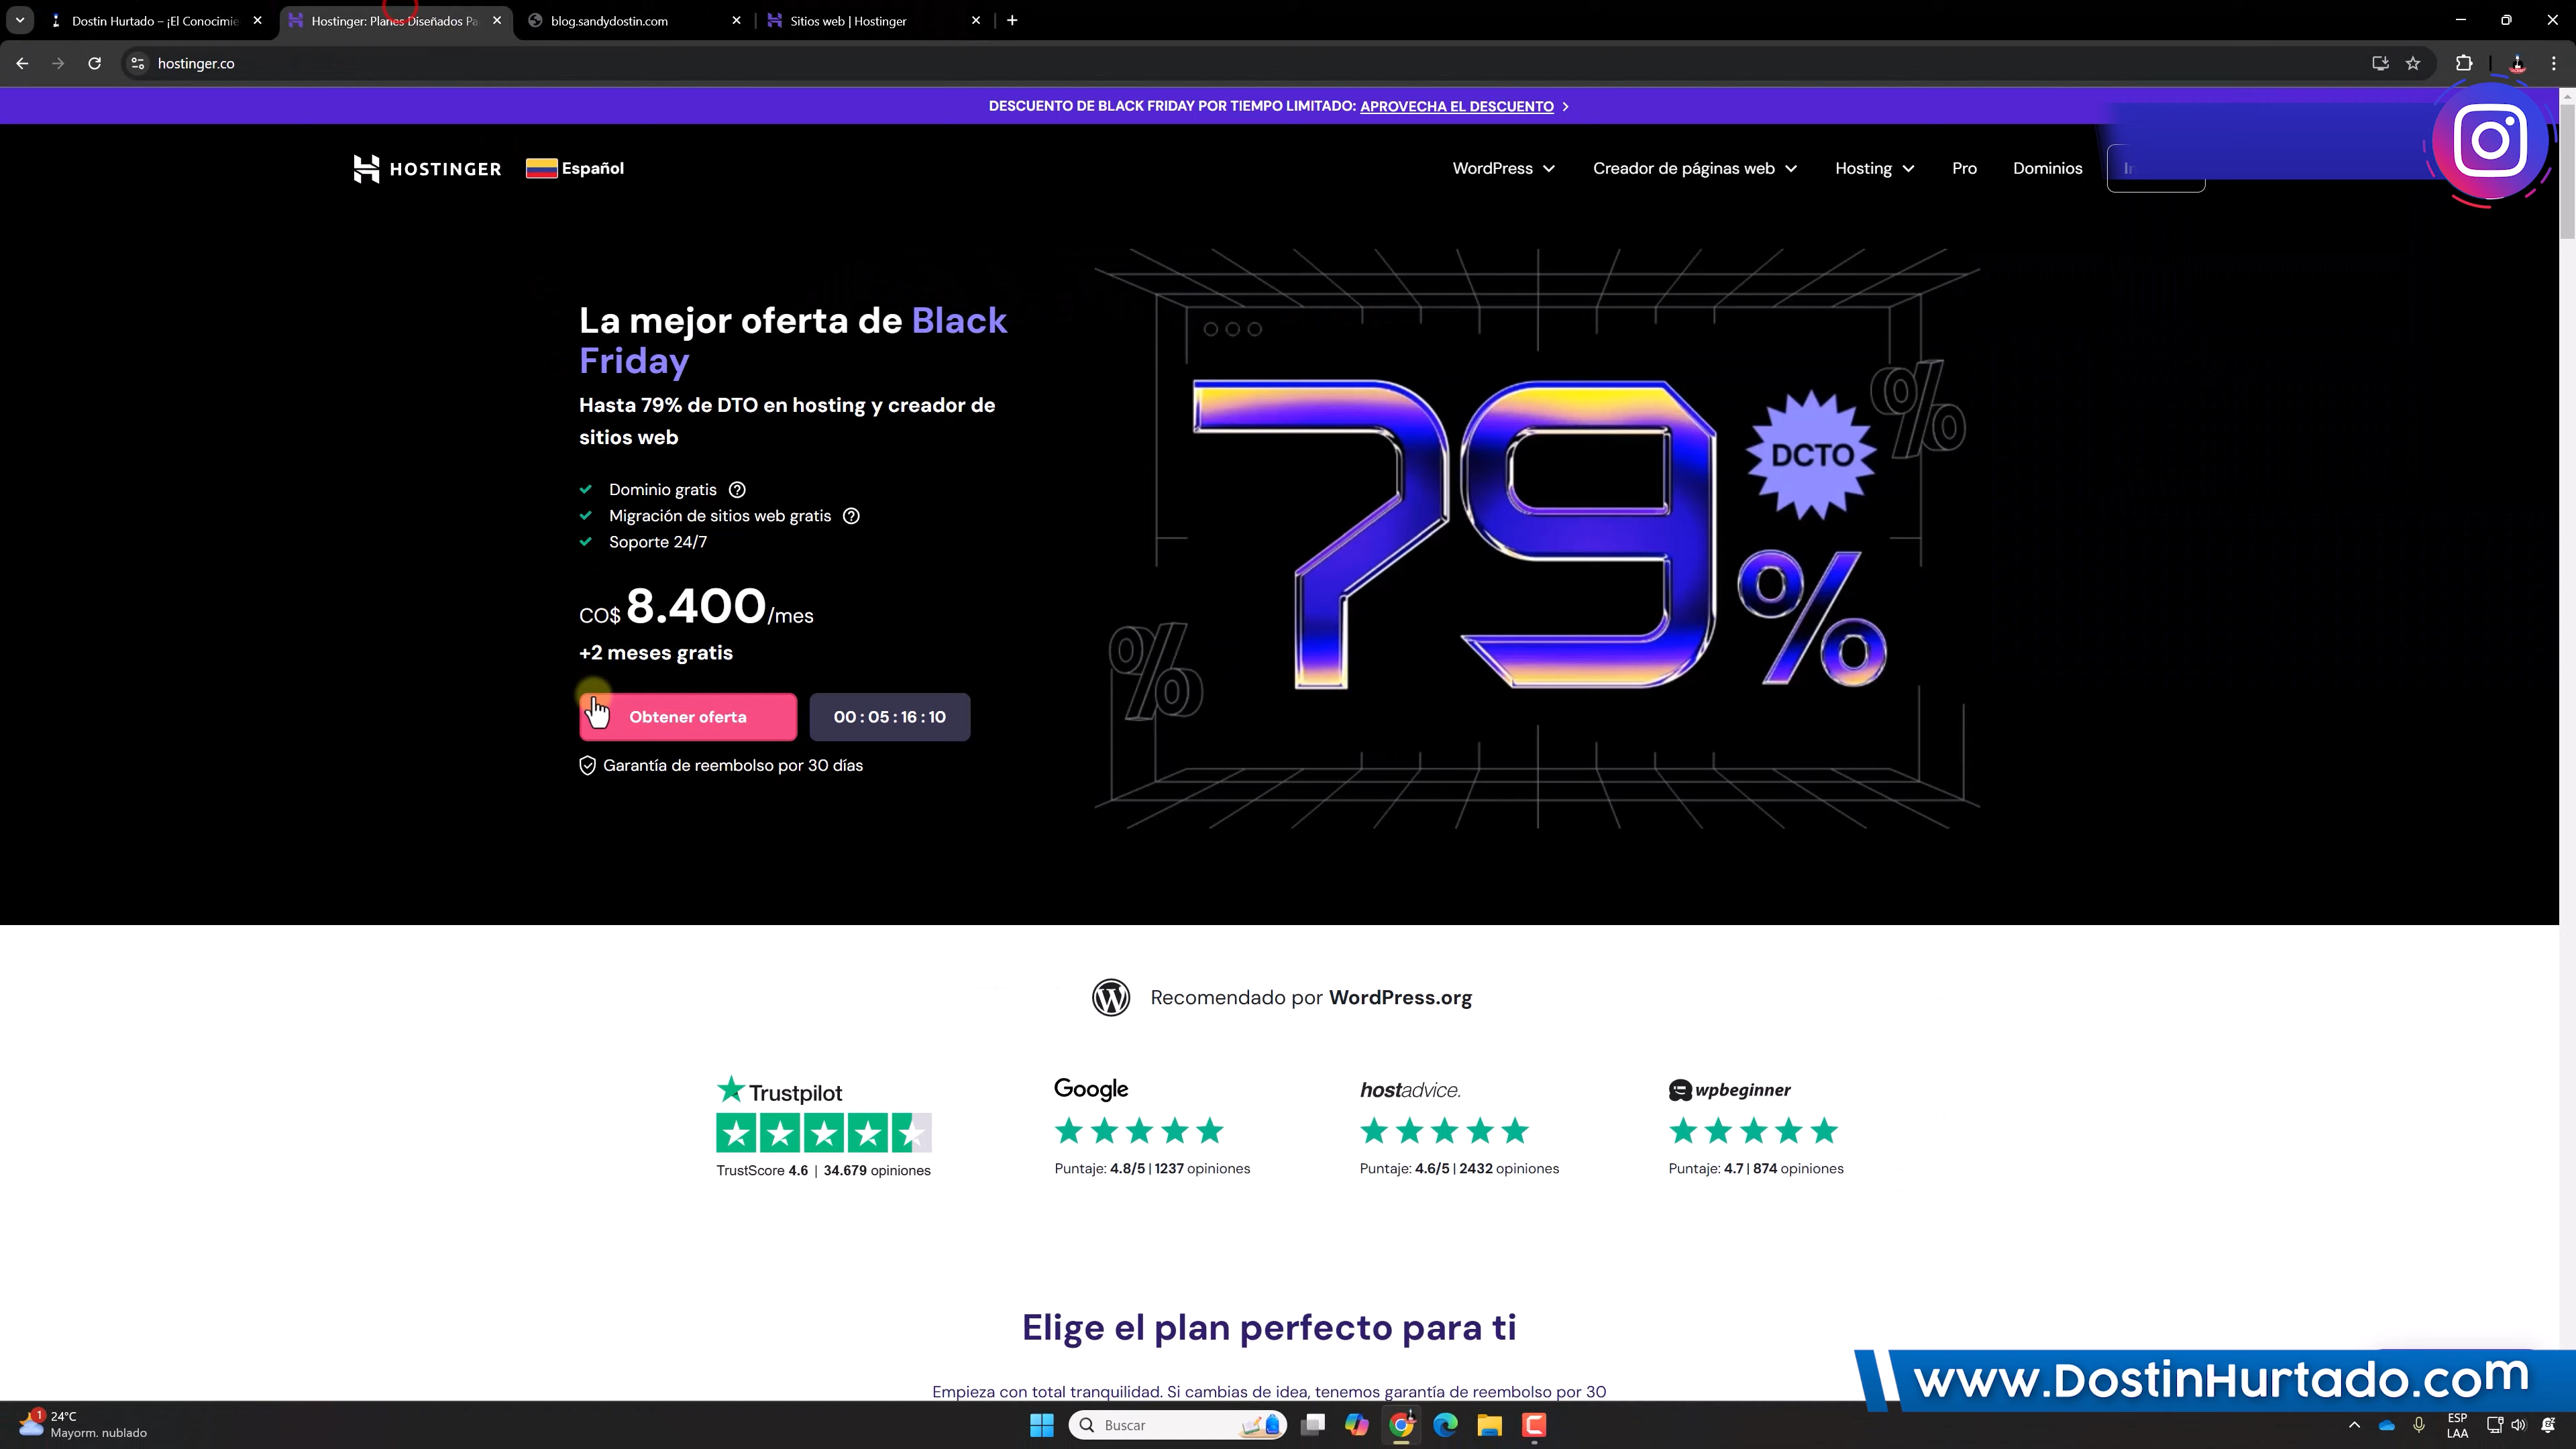 Dostin Hurtado – ¡El Conocimie
Hostinger: Planes Diseñados Pa
blog.sandydostin.com
Sitios web | Hostinger
hostinger.co
DESCUENTO DE BLACK FRIDAY POR TIEMPO LIMITADO: APROVECHA EL DESCUENTO
HOSTINGER
Español
WordPress
Creador de páginas web
Hosting
Pro
Dominios
La mejor oferta de Black
Friday
Hasta 79% de DTO en hosting y creador de
sitios web
Dominio gratis
Migración de sitios web gratis
Soporte 24/7
CO$ 8.400/mes
+2 meses gratis
Obtener oferta
00 : 05 : 16 : 10
Garantía de reembolso por 30 días
79%
DCTO
%
%
Recomendado por WordPress.org
Trustpilot
TrustScore 4.6 | 34.679 opiniones
Google
Puntaje: 4.8/5 | 1237 opiniones
hostadvice.
Puntaje: 4.6/5 | 2432 opiniones
wpbeginner
Puntaje: 4.7 | 874 opiniones
Elige el plan perfecto para ti
Empieza con total tranquilidad. Si cambias de idea, tenemos garantía de reembolso por 30
www.DostinHurtado.com
1
24°C
Mayorm. nublado
Buscar
ESP
LAA